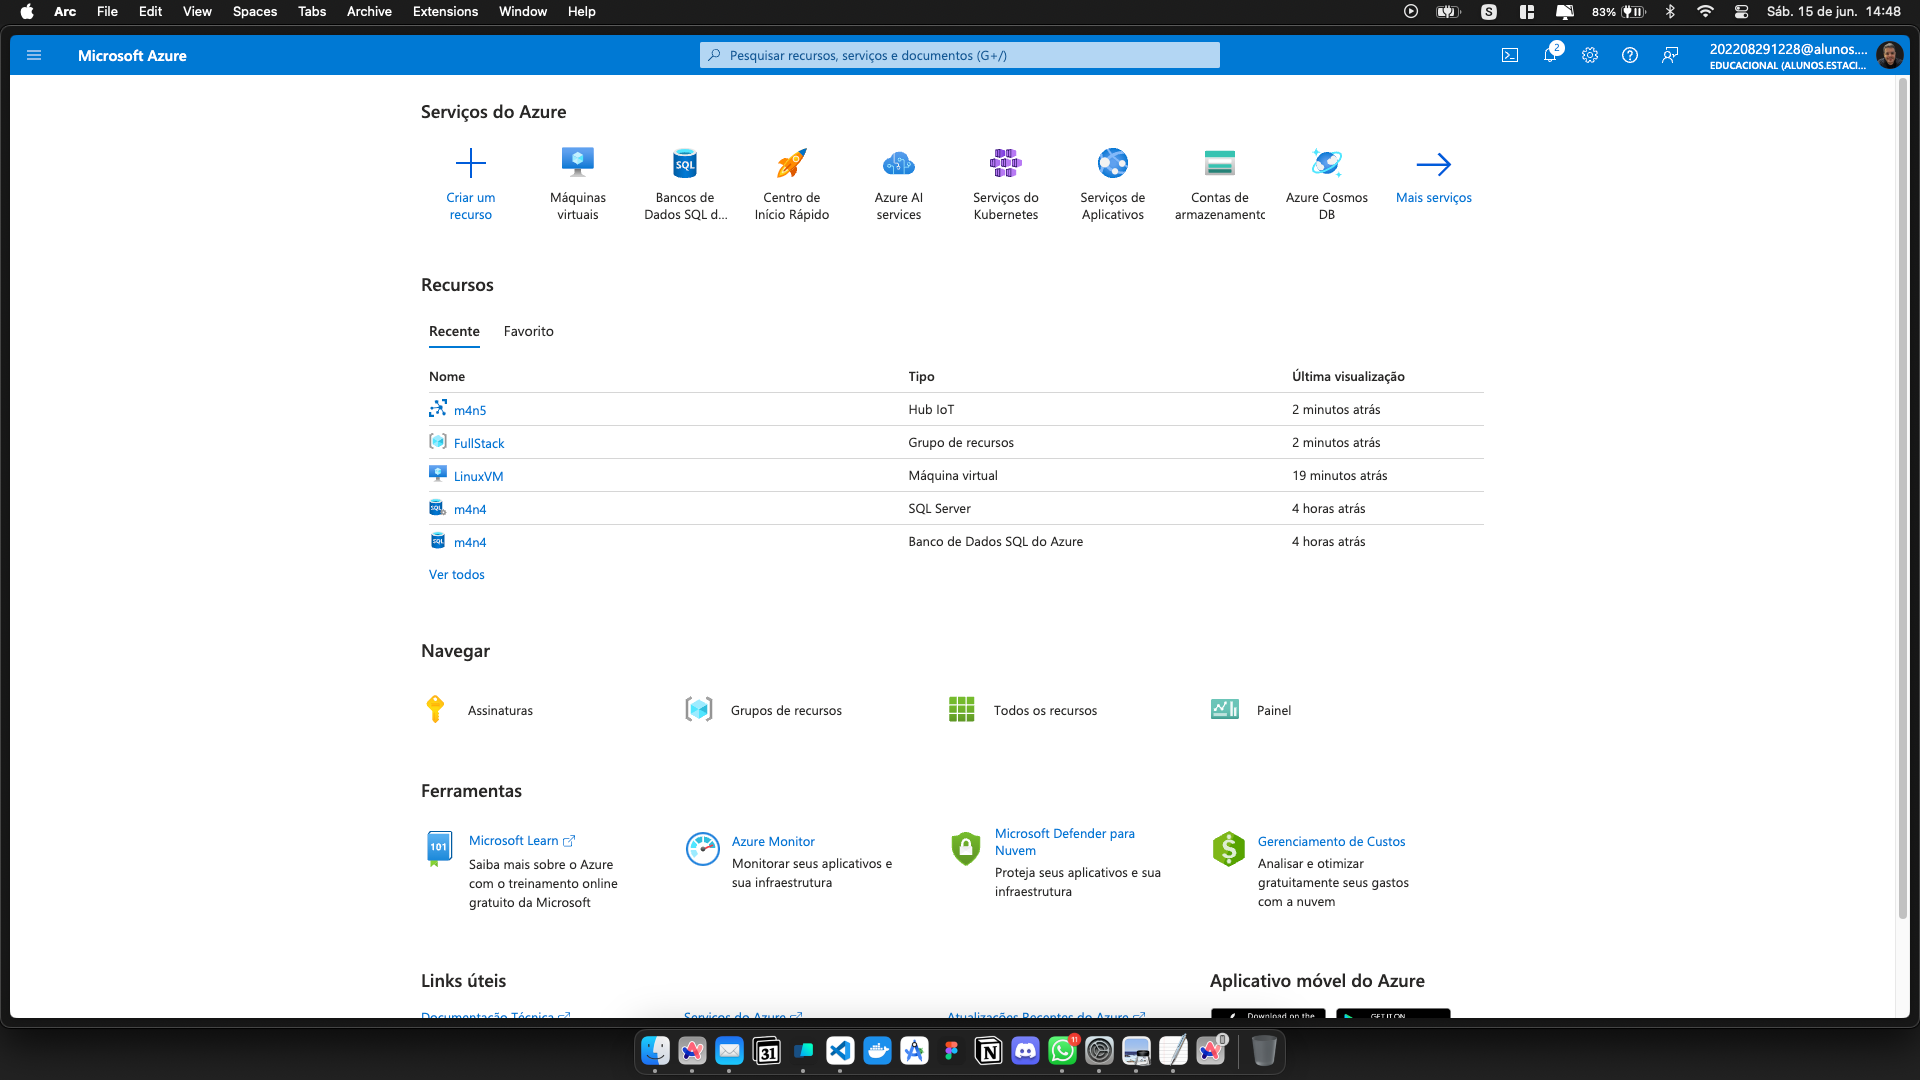 Arc File Edit View Spaces Tabs Archive Extensions Window Help
S 83% Sáb. 15 de jun. 14:48
Microsoft Azure
Pesquisar recursos, serviços e documentos (G+/)
2
202208291228@alunos....
EDUCACIONAL (ALUNOS.ESTACI...
Serviços do Azure
Criar um recurso
Máquinas virtuais
SQL
Bancos de Dados SQL d...
Centro de Início Rápido
Azure AI services
Serviços do Kubernetes
Serviços de Aplicativos
Contas de armazenamento
Azure Cosmos DB
Mais serviços
Recursos
Recente Favorito
Nome Tipo Última visualização
m4n5 Hub IoT 2 minutos atrás
FullStack Grupo de recursos 2 minutos atrás
LinuxVM Máquina virtual 19 minutos atrás
SQL m4n4 SQL Server 4 horas atrás
SQL m4n4 Banco de Dados SQL do Azure 4 horas atrás
Ver todos
Navegar
Assinaturas Grupos de recursos Todos os recursos Painel
Ferramentas
101
Microsoft Learn
Saiba mais sobre o Azure
com o treinamento online
gratuito da Microsoft
Azure Monitor
Monitorar seus aplicativos e
sua infraestrutura
Microsoft Defender para
Nuvem
Proteja seus aplicativos e sua
infraestrutura
$
Gerenciamento de Custos
Analisar e otimizar
gratuitamente seus gastos
com a nuvem
Links úteis
Aplicativo móvel do Azure
Documentação Técnica Serviços do Azure Atualizações Recentes do Azure
Download on the GET IT ON
31 N 11